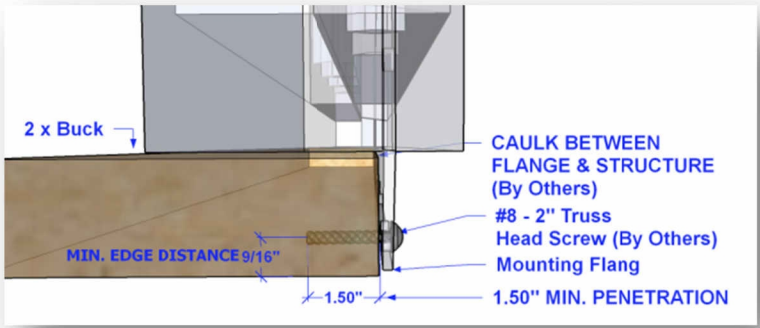 2 x Buck
CAULK BETWEEN
FLANGE & STRUCTURE
(By Others)
#8 - 2" Truss
Head Screw (By Others)
MIN. EDGE DISTANCE 9/16"
Mounting Flang
1.50"
1.50" MIN. PENETRATION